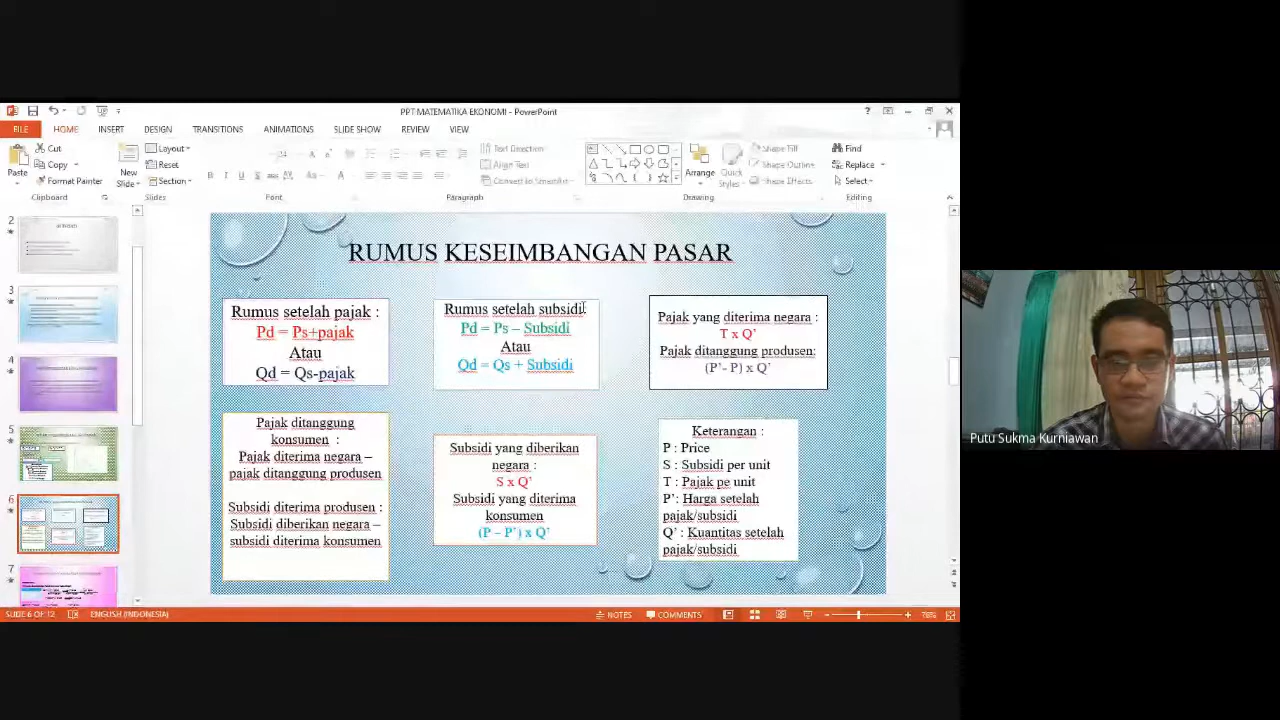 PPT MATEMATIKA EKONOMI - PowerPoint
FILE HOME INSERT DESIGN TRANSITIONS ANIMATIONS SLIDE SHOW REVIEW VIEW
Paste
Cut
Copy
Format Painter
Clipboard
New
Slide
Layout
Reset
Section
Slides
Font
Text Direction
Align Text
Convert to SmartArt
Paragraph
Arrange
Quick
Styles
Shape Fill
Shape Outline
Shape Effects
Drawing
Find
Replace
Select
Editing
2
3
4
5
6
7
RUMUS KESEIMBANGAN PASAR
Rumus setelah pajak :
Pd = Ps+pajak
Atau
Qd = Qs-pajak
Rumus setelah subsidi:
Pd = Ps – Subsidi
Atau
Qd = Qs + Subsidi
Pajak yang diterima negara :
T x Q’
Pajak ditanggung produsen:
(P’- P) x Q’
Pajak ditanggung
konsumen :
Pajak diterima negara –
pajak ditanggung produsen
Subsidi diterima produsen :
Subsidi diberikan negara –
subsidi diterima konsumen
Subsidi yang diberikan
negara :
S x Q’
Subsidi yang diterima
konsumen
(P – P’) x Q’
Keterangan :
P : Price
S : Subsidi per unit
T : Pajak pe unit
P’: Harga setelah
pajak/subsidi
Q’ : Kuantitas setelah
pajak/subsidi
SLIDE 6 OF 12 ENGLISH (INDONESIA) NOTES COMMENTS
Putu Sukma Kurniawan